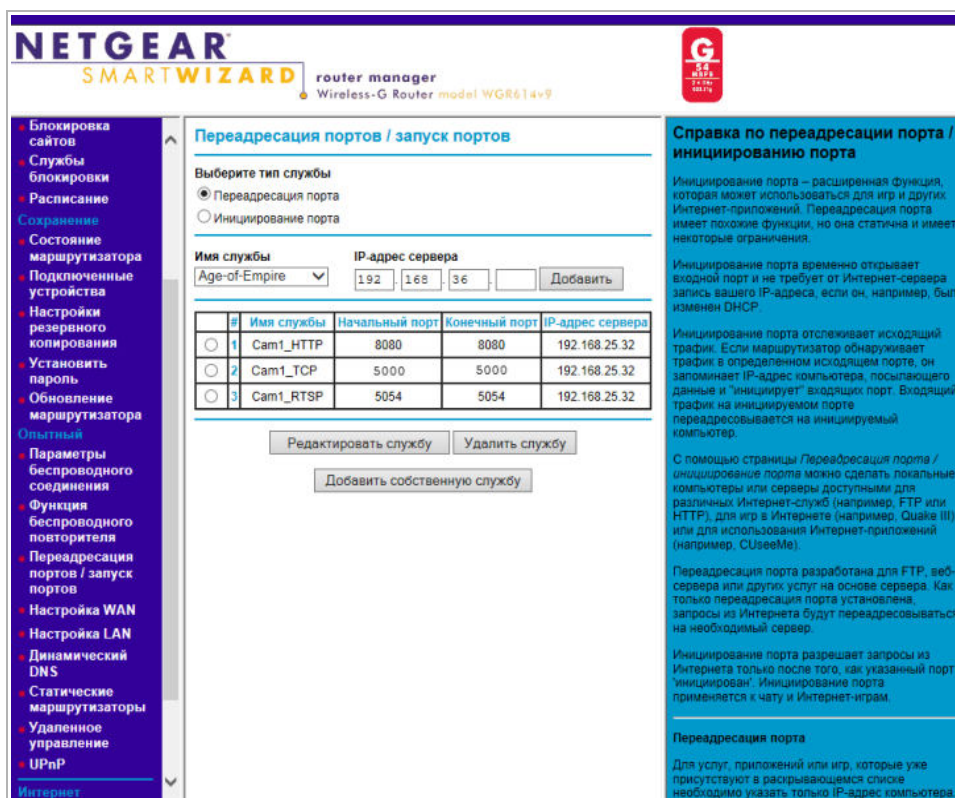 NETGEAR
SMARTWIZARD
router manager
Wireless-G Router model WGR614v9
G
54
MBPS
Блокировка
сайтов
Службы
блокировки
Расписание
Сохранение
Состояние
маршрутизатора
Подключенные
устройства
Настройки
резервного
копирования
Установить
пароль
Обновление
маршрутизатора
Опытный
Параметры
беспроводного
соединения
Функция
беспроводного
повторителя
Переадресация
портов / запуск
портов
Настройка WAN
Настройка LAN
Динамический
DNS
Статические
маршрутизаторы
Удаленное
управление
UPnP
Интернет
Переадресация портов / запуск портов
Выберите тип службы
Переадресация порта
Инициирование порта
Имя службы IP-адрес сервера
Age-of-Empire 192 . 168 . 36 . Добавить
# Имя службы Начальный порт Конечный порт IP-адрес сервера
1 Cam1_HTTP 8080 8080 192.168.25.32
2 Cam1_TCP 5000 5000 192.168.25.32
3 Cam1_RTSP 5054 5054 192.168.25.32
Редактировать службу Удалить службу
Добавить собственную службу
Справка по переадресации порта /
инициированию порта
Инициирование порта – расширенная функция,
которая может использоваться для игр и других
Интернет-приложений. Переадресация порта
имеет похожие функции, но она статична и имеет
некоторые ограничения.
Инициирование порта временно открывает
входной порт и не требует от Интернет-сервера
запись вашего IP-адреса, если он, например, был
изменен DHCP.
Инициирование порта отслеживает исходящий
трафик. Если маршрутизатор обнаруживает
трафик в определенном исходящем порте, он
запоминает IP-адрес компьютера, посылающего
данные и "инициирует" входящих порт. Входящий
трафик на инициируемом порте
переадресовывается на инициируемый
компьютер.
С помощью страницы Переадресация порта /
инициирование порта можно сделать локальные
компьютеры или серверы доступными для
различных Интернет-служб (например, FTP или
HTTP), для игр в Интернете (например, Quake III)
или для использования Интернет-приложений
(например, CUseeMe).
Переадресация порта разработана для FTP, веб-
сервера или других услуг на основе сервера. Как
только переадресация порта установлена,
запросы из Интернета будут переадресовываться
на необходимый сервер.
Инициирование порта разрешает запросы из
Интернета только после того, как указанный порт
'инициирован'. Инициирование порта
применяется к чату и Интернет-играм.
Переадресация порта
Для услуг, приложений или игр, которые уже
присутствуют в раскрывающемся списке
необходимо указать только IP-адрес компьютера.